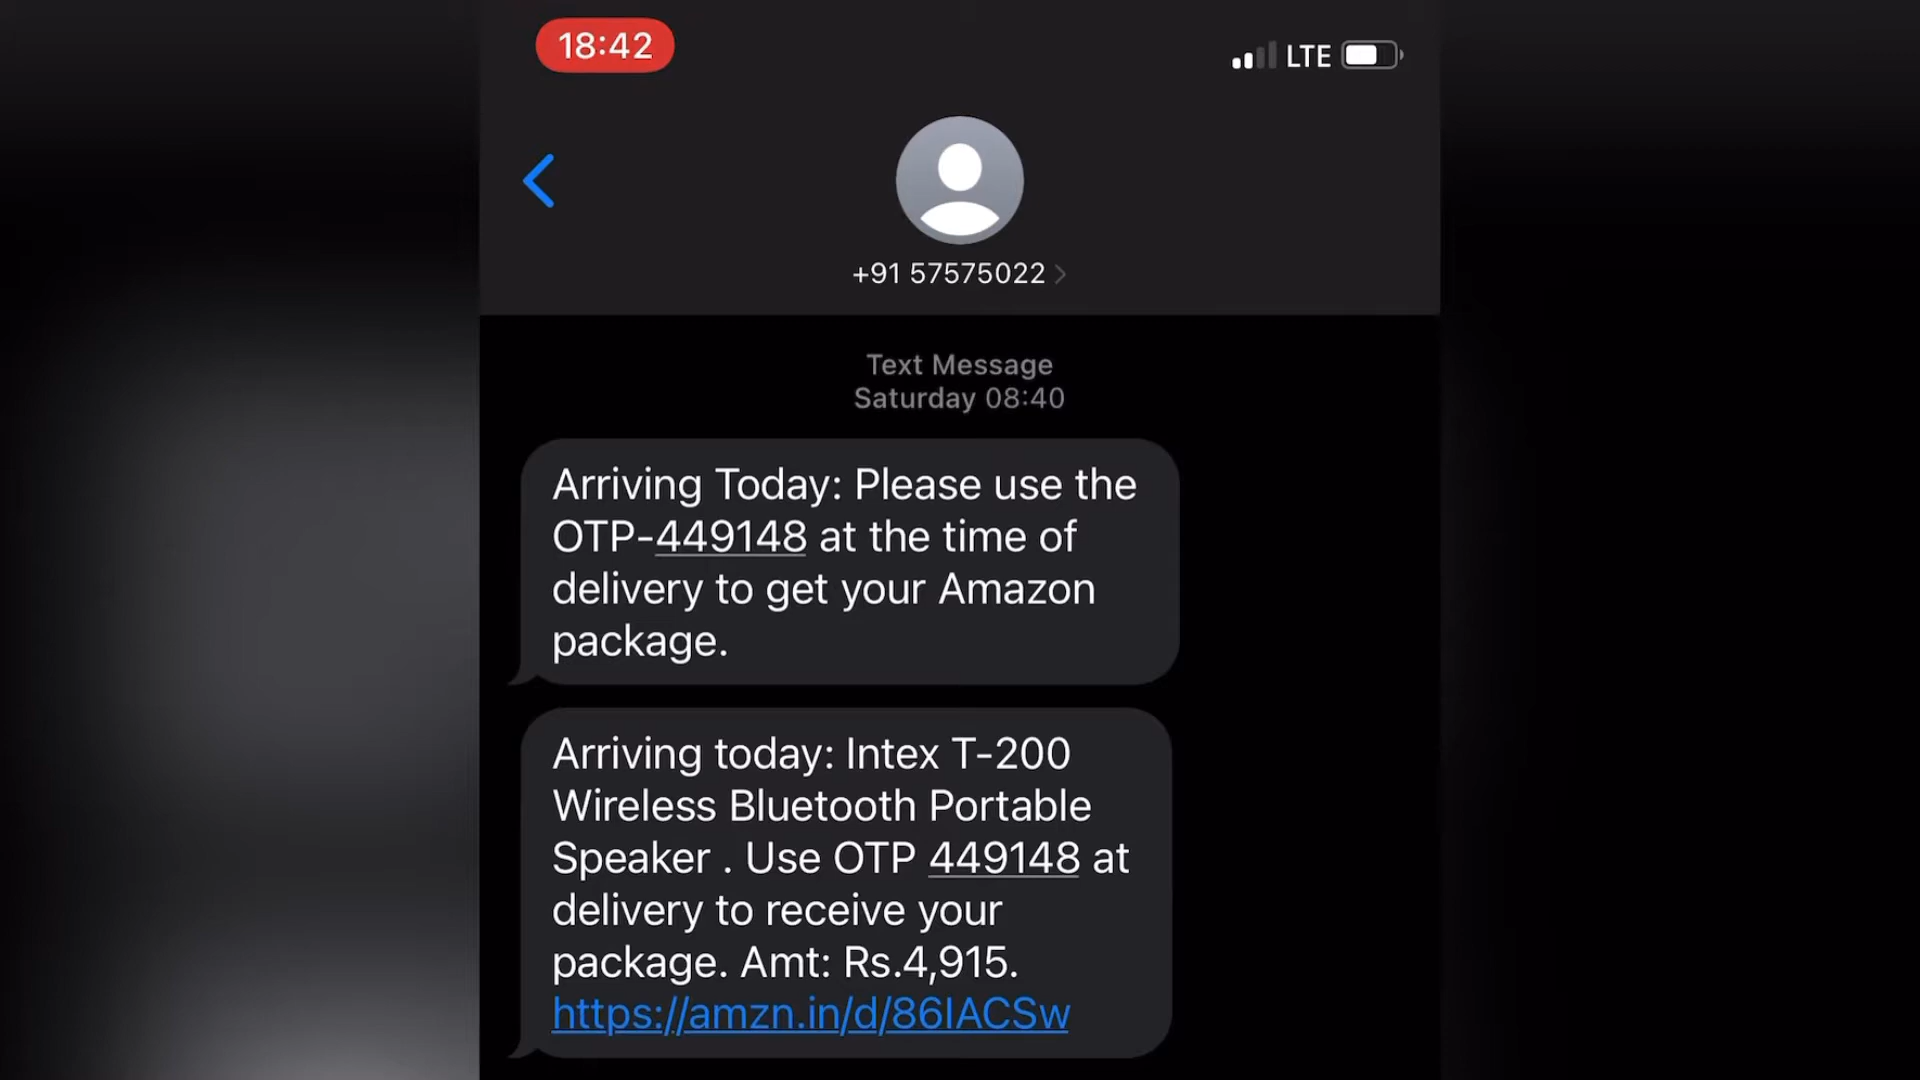 18:42
LTE
+91 57575022
Text Message
Saturday 08:40
Arriving Today: Please use the
OTP-449148 at the time of
delivery to get your Amazon
package.
Arriving today: Intex T-200
Wireless Bluetooth Portable
Speaker . Use OTP 449148 at
delivery to receive your
package. Amt: Rs.4,915.
https://amzn.in/d/86IACSw